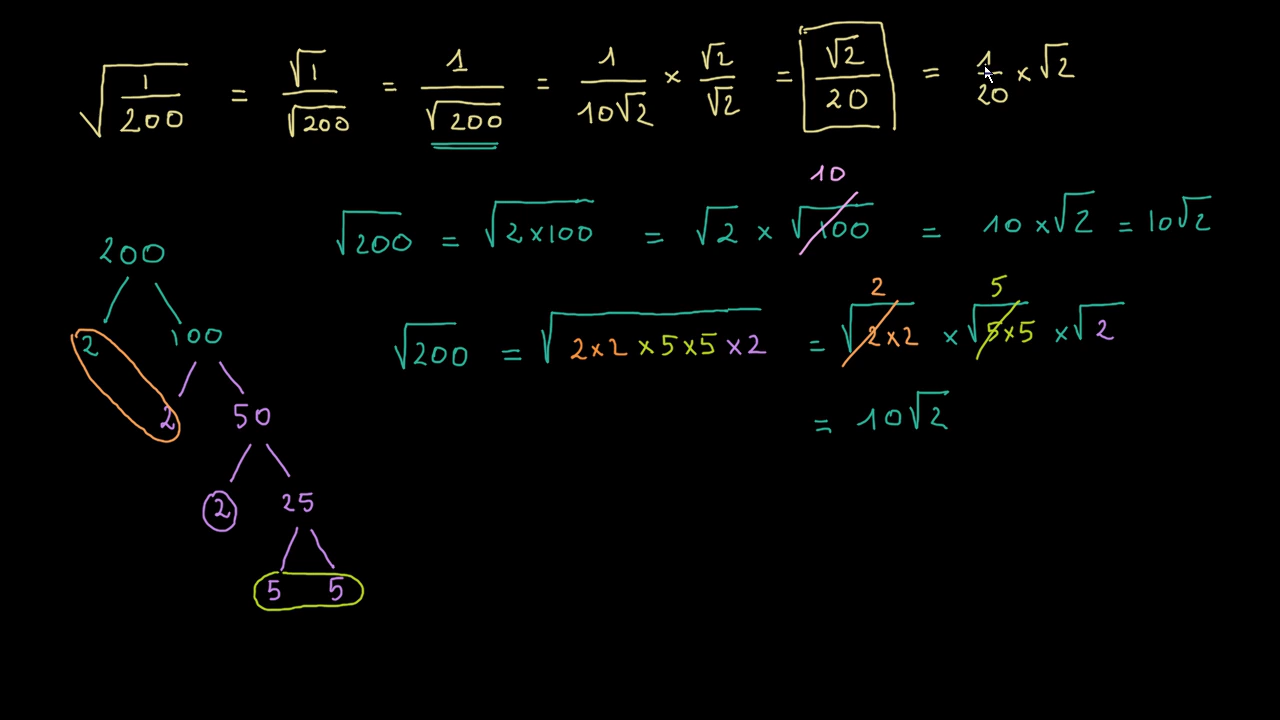 √(1/200) = √1/√200 = 1/√200 = 1/(10√2) × √2/√2 = √2/20 = 1/20 × √2
10
√200 = √(2×100) = √2 × √100 = 10 × √2 = 10√2
200
2 5
√200 = √(2×2×5×5×2) = √(2×2) × √(5×5) × √2
2 100
= 10√2
2 50
2 25
5 5